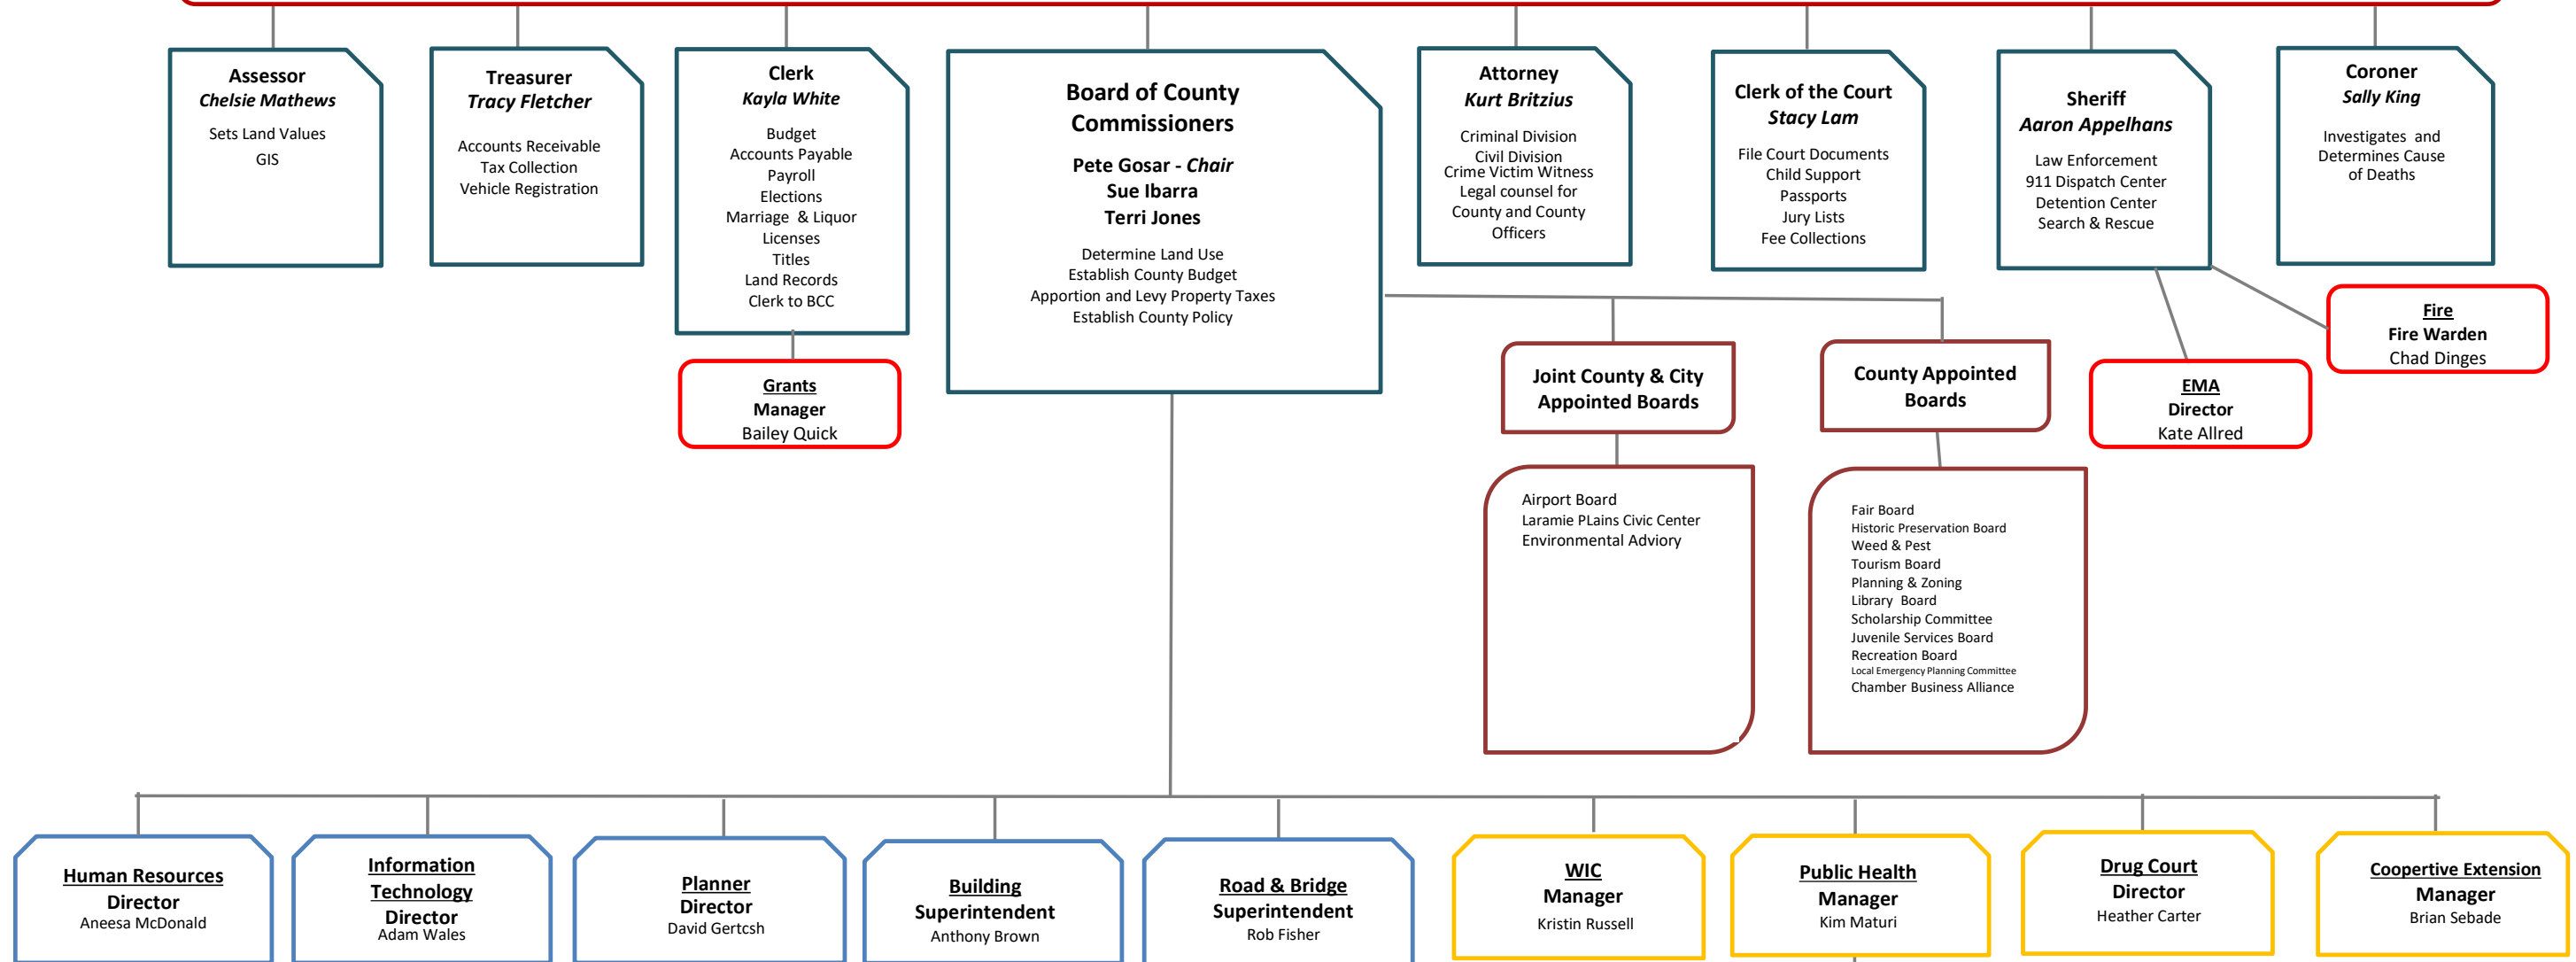 Assessor
Chelsie Mathews
Sets Land Values
GIS
Treasurer
Tracy Fletcher
Accounts Receivable
Tax Collection
Vehicle Registration
Clerk
Kayla White
Budget
Accounts Payable
Payroll
Elections
Marriage & Liquor
Licenses
Titles
Land Records
Clerk to BCC
Grants
Manager
Bailey Quick
Board of County
Commissioners
Pete Gosar - Chair
Sue Ibarra
Terri Jones
Determine Land Use
Establish County Budget
Apportion and Levy Property Taxes
Establish County Policy
Attorney
Kurt Britzius
Criminal Division
Civil Division
Crime Victim Witness
Legal counsel for
County and County
Officers
Clerk of the Court
Stacy Lam
File Court Documents
Child Support
Passports
Jury Lists
Fee Collections
Sheriff
Aaron Appelhans
Law Enforcement
911 Dispatch Center
Detention Center
Search & Rescue
Coroner
Sally King
Investigates and
Determines Cause
of Deaths
Fire
Fire Warden
Chad Dinges
EMA
Director
Kate Allred
Joint County & City
Appointed Boards
Airport Board
Laramie PLains Civic Center
Environmental Adviory
County Appointed
Boards
Fair Board
Historic Preservation Board
Weed & Pest
Tourism Board
Planning & Zoning
Library Board
Scholarship Committee
Juvenile Services Board
Recreation Board
Local Emergency Planning Committee
Chamber Business Alliance
Human Resources
Director
Aneesa McDonald
Information
Technology
Director
Adam Wales
Planner
Director
David Gertcsh
Building
Superintendent
Anthony Brown
Road & Bridge
Superintendent
Rob Fisher
WIC
Manager
Kristin Russell
Public Health
Manager
Kim Maturi
Drug Court
Director
Heather Carter
Coopertive Extension
Manager
Brian Sebade